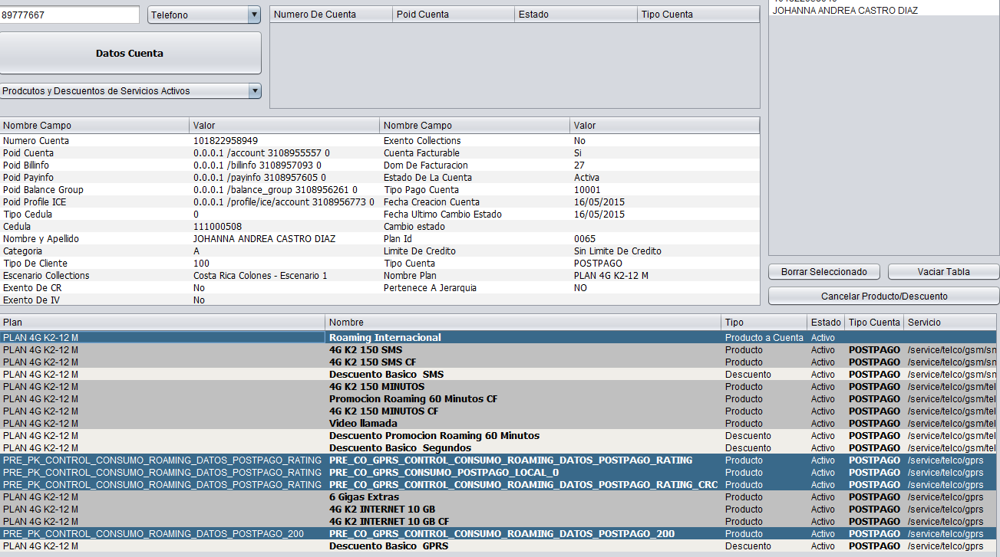 89777667 Telefono
Numero De Cuenta Poid Cuenta Estado Tipo Cuenta
JOHANNA ANDREA CASTRO DIAZ
Datos Cuenta
Prodcutos y Descuentos de Servicios Activos
Nombre Campo Valor Nombre Campo Valor
Numero Cuenta 101822958949 Exento Collections No
Poid Cuenta 0.0.0.1 /account 3108955557 0 Cuenta Facturable Si
Poid Billinfo 0.0.0.1 /billinfo 3108957093 0 Dom De Facturacion 27
Poid Payinfo 0.0.0.1 /payinfo 3108957605 0 Estado De La Cuenta Activa
Poid Balance Group 0.0.0.1 /balance_group 3108956261 0 Tipo Pago Cuenta 10001
Poid Profile ICE 0.0.0.1 /profile/ice/account 3108956773 0 Fecha Creacion Cuenta 16/05/2015
Tipo Cedula 0 Fecha Ultimo Cambio Estado 16/05/2015
Cedula 111000508 Cambio estado
Nombre y Apellido JOHANNA ANDREA CASTRO DIAZ Plan Id 0065
Categoria A Limite De Credito Sin Limite De Credito
Tipo De Cliente 100 Tipo Cuenta POSTPAGO
Escenario Collections Costa Rica Colones - Escenario 1 Nombre Plan PLAN 4G K2-12 M
Exento De CR No Pertenece A Jerarquia NO
Exento De IV No
Borrar Seleccionado Vaciar Tabla
Cancelar Producto/Descuento
Plan Nombre Tipo Estado Tipo Cuenta Servicio
PLAN 4G K2-12 M Roaming Internacional Producto a Cuenta Activo
PLAN 4G K2-12 M 4G K2 150 SMS Producto Activo POSTPAGO /service/telco/gsm/sn
PLAN 4G K2-12 M 4G K2 150 SMS CF Producto Activo POSTPAGO /service/telco/gsm/sn
PLAN 4G K2-12 M Descuento Basico SMS Descuento Activo POSTPAGO /service/telco/gsm/sn
PLAN 4G K2-12 M 4G K2 150 MINUTOS Producto Activo POSTPAGO /service/telco/gsm/tel
PLAN 4G K2-12 M Promocion Roaming 60 Minutos CF Producto Activo POSTPAGO /service/telco/gsm/tel
PLAN 4G K2-12 M 4G K2 150 MINUTOS CF Producto Activo POSTPAGO /service/telco/gsm/tel
PLAN 4G K2-12 M Video llamada Producto Activo POSTPAGO /service/telco/gsm/tel
PLAN 4G K2-12 M Descuento Promocion Roaming 60 Minutos Descuento Activo POSTPAGO /service/telco/gsm/tel
PLAN 4G K2-12 M Descuento Basico Segundos Descuento Activo POSTPAGO /service/telco/gsm/tel
PRE_PK_CONTROL_CONSUMO_ROAMING_DATOS_POSTPAGO_RATING PRE_CO_GPRS_CONTROL_CONSUMO_ROAMING_DATOS_POSTPAGO_RATING Producto Activo POSTPAGO /service/telco/gprs
PRE_PK_CONTROL_CONSUMO_ROAMING_DATOS_POSTPAGO_RATING PRE_CO_GPRS_CONSUMO_POSTPAGO_LOCAL_0 Producto Activo POSTPAGO /service/telco/gprs
PRE_PK_CONTROL_CONSUMO_ROAMING_DATOS_POSTPAGO_RATING PRE_CO_GPRS_CONTROL_CONSUMO_ROAMING_DATOS_POSTPAGO_RATING_CRC Producto Activo POSTPAGO /service/telco/gprs
PLAN 4G K2-12 M 6 Gigas Extras Producto Activo POSTPAGO /service/telco/gprs
PLAN 4G K2-12 M 4G K2 INTERNET 10 GB Producto Activo POSTPAGO /service/telco/gprs
PLAN 4G K2-12 M 4G K2 INTERNET 10 GB CF Producto Activo POSTPAGO /service/telco/gprs
PRE_PK_CONTROL_CONSUMO_ROAMING_DATOS_POSTPAGO_200 PRE_CO_GPRS_CONTROL_CONSUMO_ROAMING_DATOS_POSTPAGO_200 Producto Activo POSTPAGO /service/telco/gprs
PLAN 4G K2-12 M Descuento Basico GPRS Descuento Activo POSTPAGO /service/telco/gprs